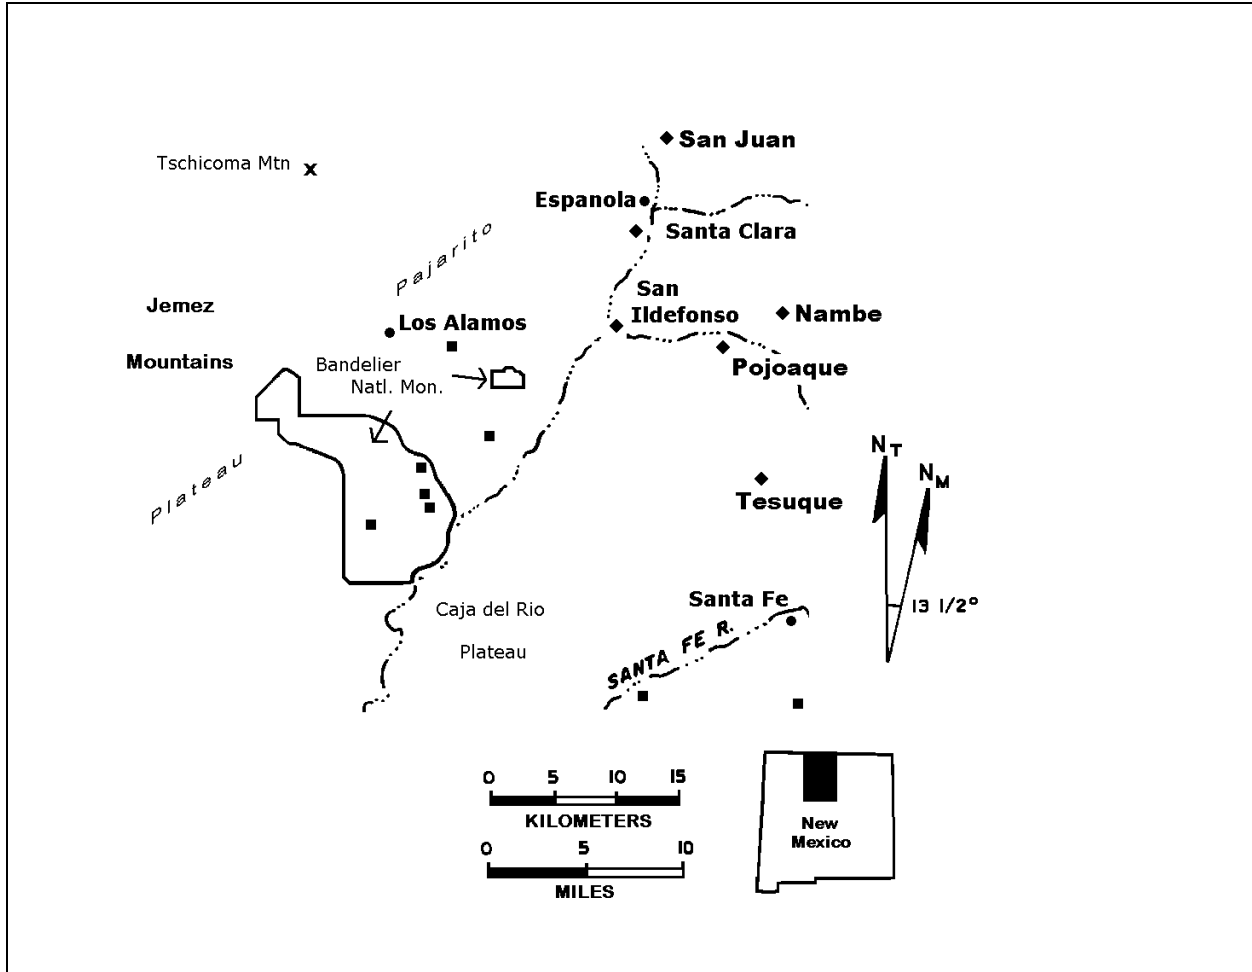 San Juan
Tschicoma Mtn x
Espanola
Santa Clara
Pajarito
San
Ildefonso
Jemez
Nambe
Los Alamos
Mountains
Bandelier
Natl. Mon.
Pojoaque
NT
NM
Plateau
Tesuque
Santa Fe
13 1/2°
Caja del Rio
Plateau
SANTA FE R.
0 5 10 15
KILOMETERS
0 5 10
MILES
New
Mexico